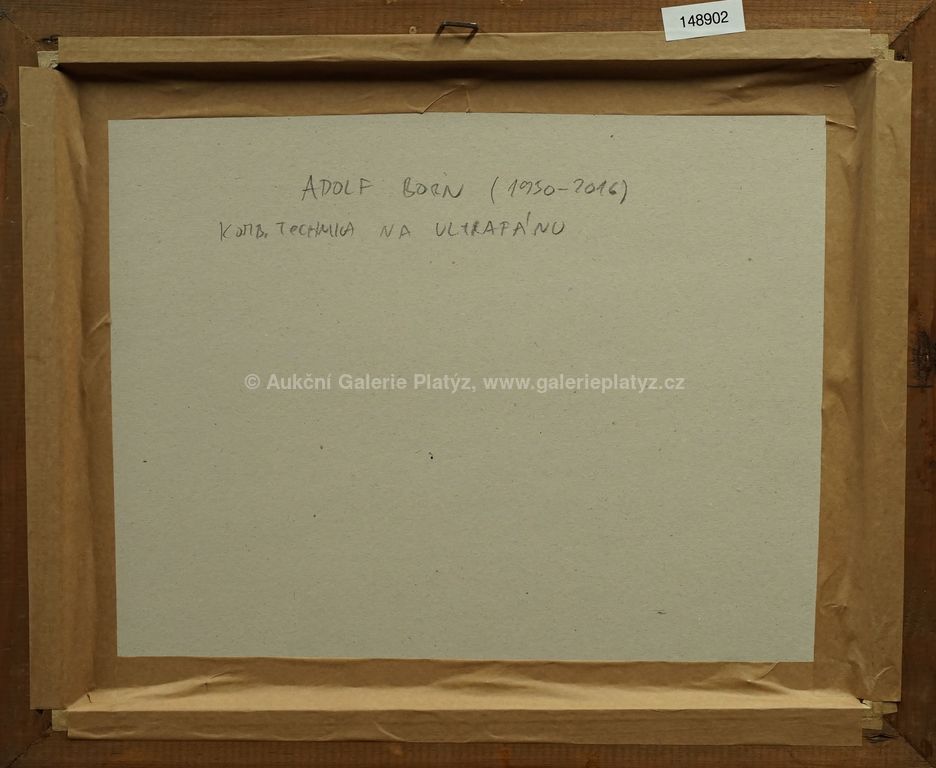 148902
ADOLF BORN (1930-2016)
KOMB. TECHNIKA NA ULTRAPÁNU
© Aukční Galerie Platýz, www.galerieplatyz.cz